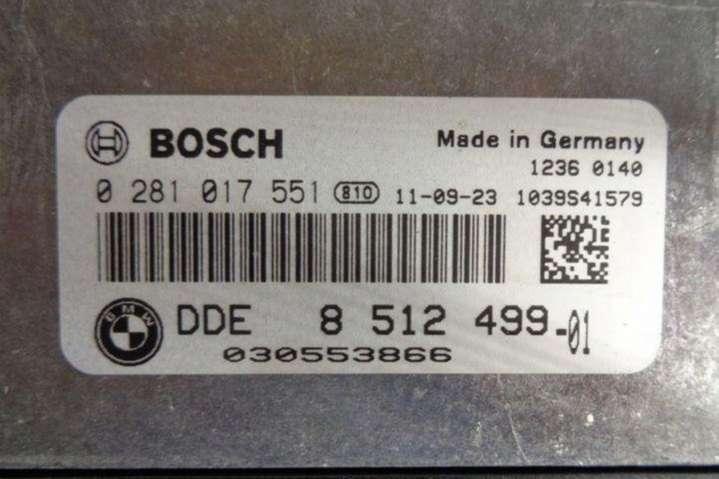 BOSCH
Made in Germany
1236 0140
0 281 017 551 810 11-09-23 1039S41579
BMW
DDE 8 512 499-01
030553866